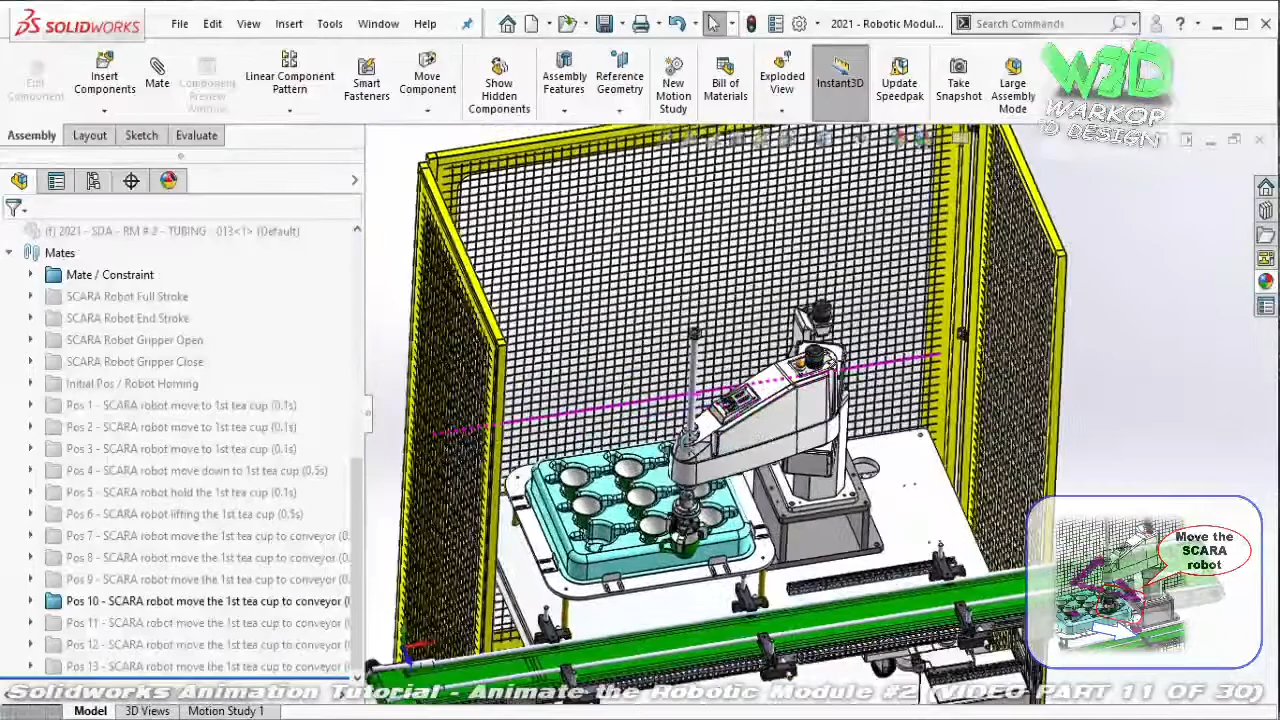 SOLIDWORKS
File Edit View Insert Tools Window Help
2021 - Robotic Modul...
Search Commands
Edit Component
Insert Components
Mate
Component Preview Window
Linear Component Pattern
Smart Fasteners
Move Component
Show Hidden Components
Assembly Features
Reference Geometry
New Motion Study
Bill of Materials
Exploded View
Instant3D
Update Speedpak
Take Snapshot
Large Assembly Mode
W3D
WARKOP
3D DESIGN
Assembly Layout Sketch Evaluate
(f) 2021 - SDA - RM # 2 - TUBING - 013<1> (Default)
Mates
Mate / Constraint
SCARA Robot Full Stroke
SCARA Robot End Stroke
SCARA Robot Gripper Open
SCARA Robot Gripper Close
Initial Pos / Robot Homing
Pos 1 - SCARA robot move to 1st tea cup (0.1s)
Pos 2 - SCARA robot move to 1st tea cup (0.1s)
Pos 3 - SCARA robot move to 1st tea cup (0.1s)
Pos 4 - SCARA robot move down to 1st tea cup (0.5s)
Pos 5 - SCARA robot hold the 1st tea cup (0.1s)
Pos 6 - SCARA robot lifting the 1st tea cup (0.5s)
Pos 7 - SCARA robot move the 1st tea cup to conveyor (0.
Pos 8 - SCARA robot move the 1st tea cup to conveyor (0.
Pos 9 - SCARA robot move the 1st tea cup to conveyor (0.
Pos 10 - SCARA robot move the 1st tea cup to conveyor (
Pos 11 - SCARA robot move the 1st tea cup to conveyor (
Pos 12 - SCARA robot move the 1st tea cup to conveyor (
Pos 13 - SCARA robot move the 1st tea cup to conveyor (
Move the
SCARA
robot
Solidworks Animation Tutorial - Animate the Robotic Module #2 (VIDEO PART 11 OF 30)
Model 3D Views Motion Study 1